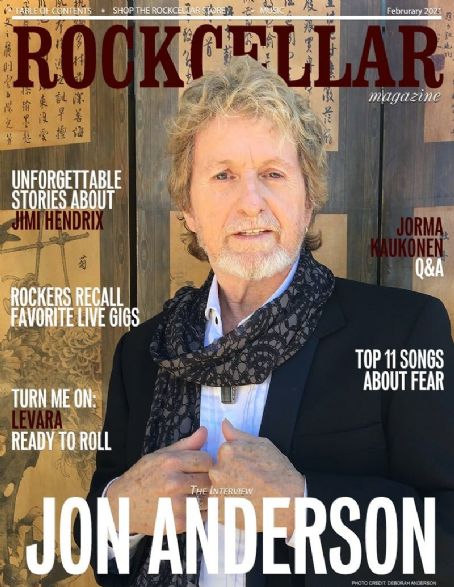 • TABLE OF CONTENTS • SHOP THE ROCKCELLAR STORE • MUSIC
Februrary 2021
ROCKCELLAR
magazine
UNFORGETTABLE
STORIES ABOUT
JIMI HENDRIX
JORMA
KAUKONEN
Q&A
ROCKERS RECALL
FAVORITE LIVE GIGS
TOP 11 SONGS
ABOUT FEAR
TURN ME ON:
LEVARA
READY TO ROLL
THE INTERVIEW
JON ANDERSON
PHOTO CREDIT: DEBORAH ANDERSON